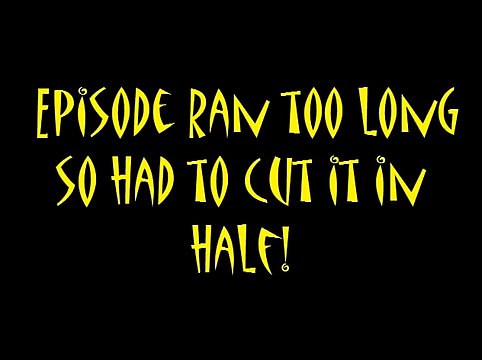 EPiSODE RAN TOO LONG
SO HAD TO CUT iT iN
HALF!